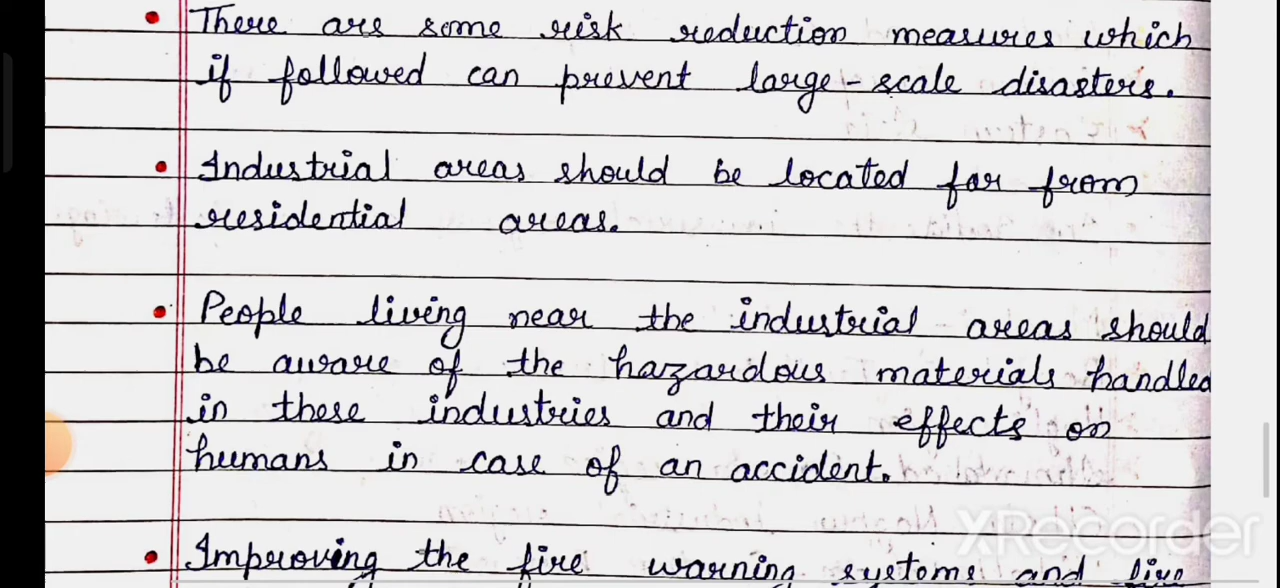 • There are some risk reduction measures which
if followed can prevent large-scale disasters.
• Industrial areas should be located far from
residential areas.
• People living near the industrial areas should
be aware of the hazardous materials handled
in these industries and their effects on
humans in case of an accident.
XRecorder
• Improving the fire warning systems and fire